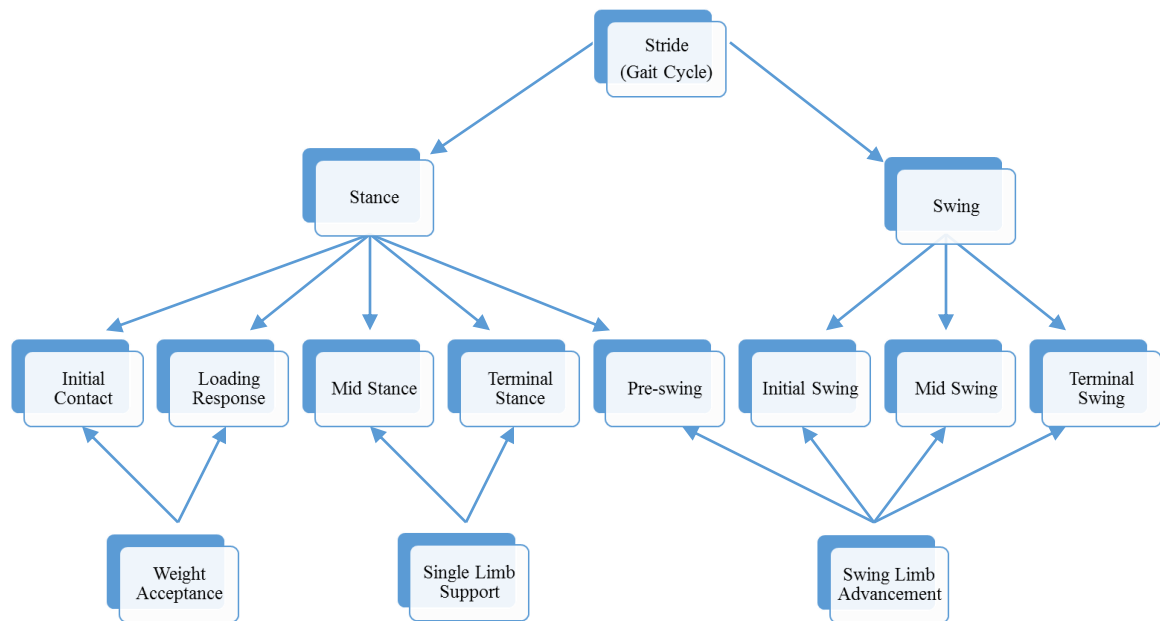 Stride
(Gait Cycle)
Stance
Swing
Initial
Contact
Loading
Response
Mid Stance
Terminal
Stance
Pre-swing
Initial Swing
Mid Swing
Terminal
Swing
Weight
Acceptance
Single Limb
Support
Swing Limb
Advancement